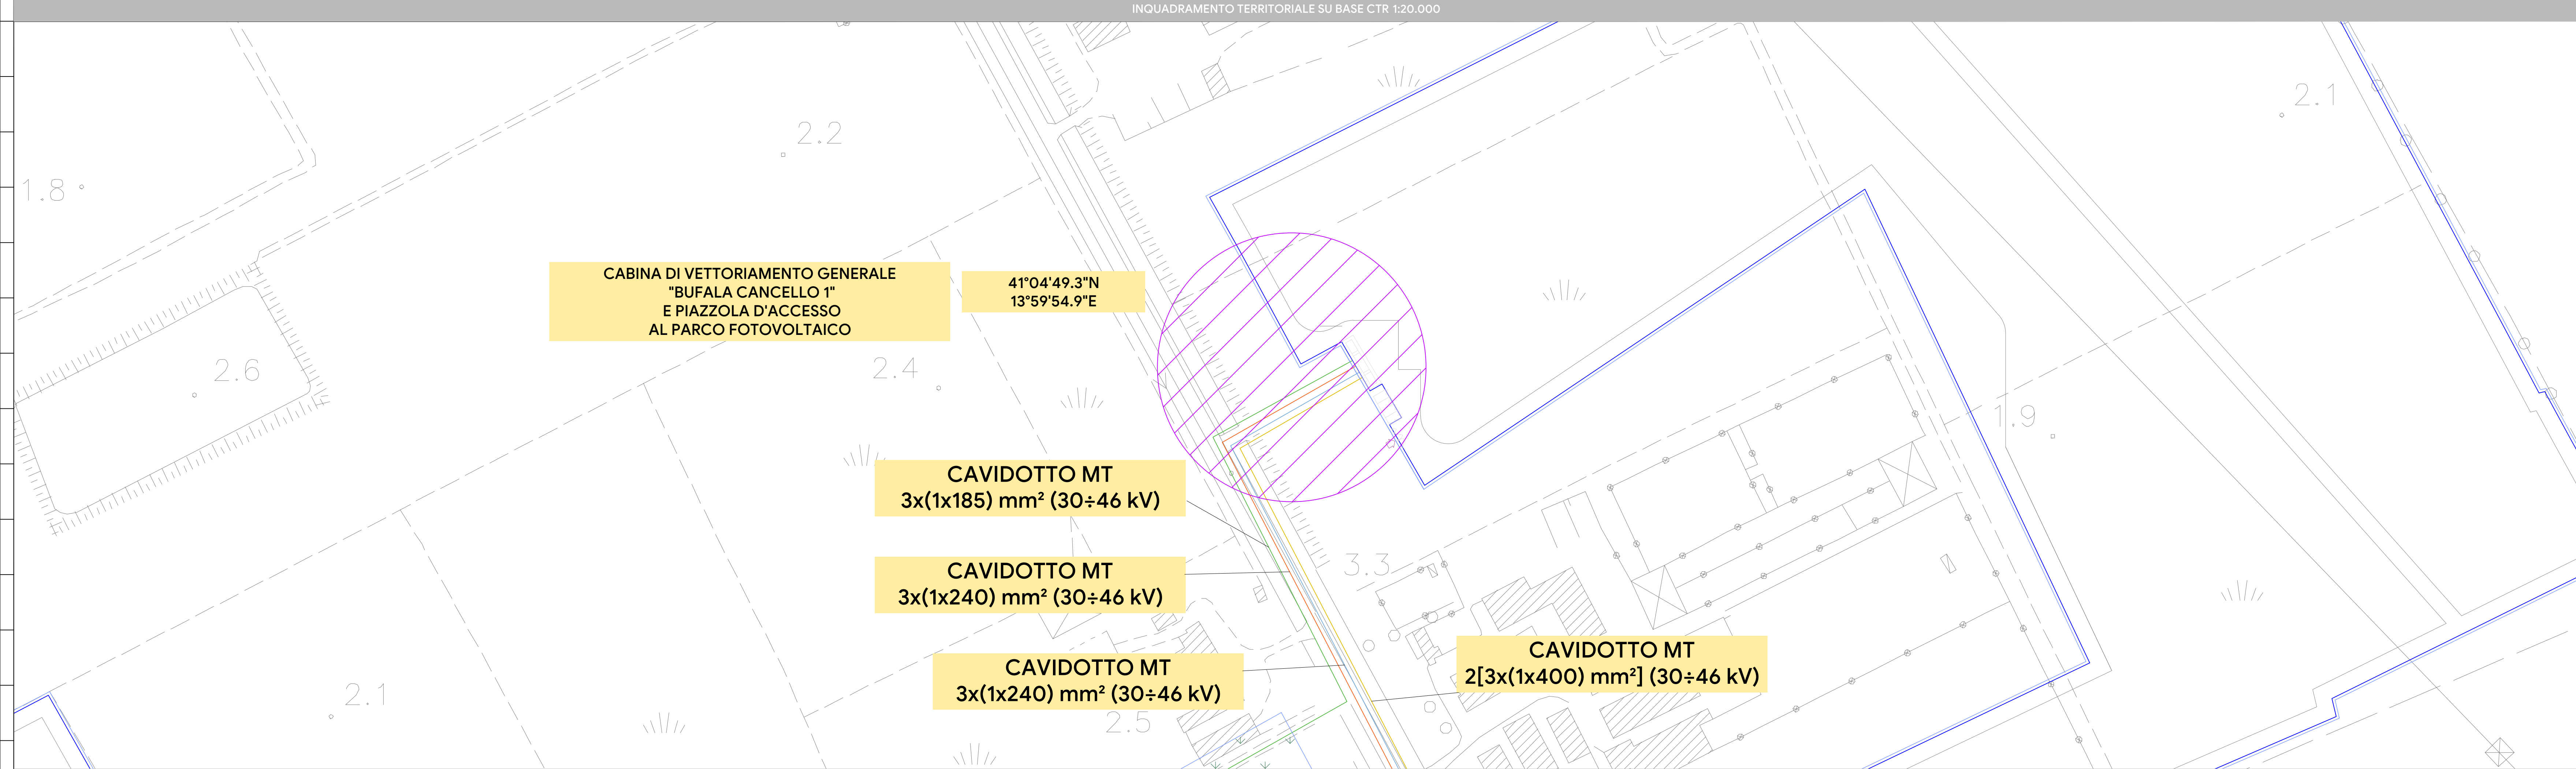 INQUADRAMENTO TERRITORIALE SU BASE CTR 1:20.000
2.1
2.2
1.8
CABINA DI VETTORIAMENTO GENERALE
"BUFALA CANCELLO 1"
E PIAZZOLA D'ACCESSO
AL PARCO FOTOVOLTAICO
41°04'49.3"N
13°59'54.9"E
2.6
2.4
1.9
CAVIDOTTO MT
3x(1x185) mm² (30÷46 kV)
3.3
CAVIDOTTO MT
3x(1x240) mm² (30÷46 kV)
CAVIDOTTO MT
3x(1x240) mm² (30÷46 kV)
CAVIDOTTO MT
2[3x(1x400) mm²] (30÷46 kV)
2.1
2.5